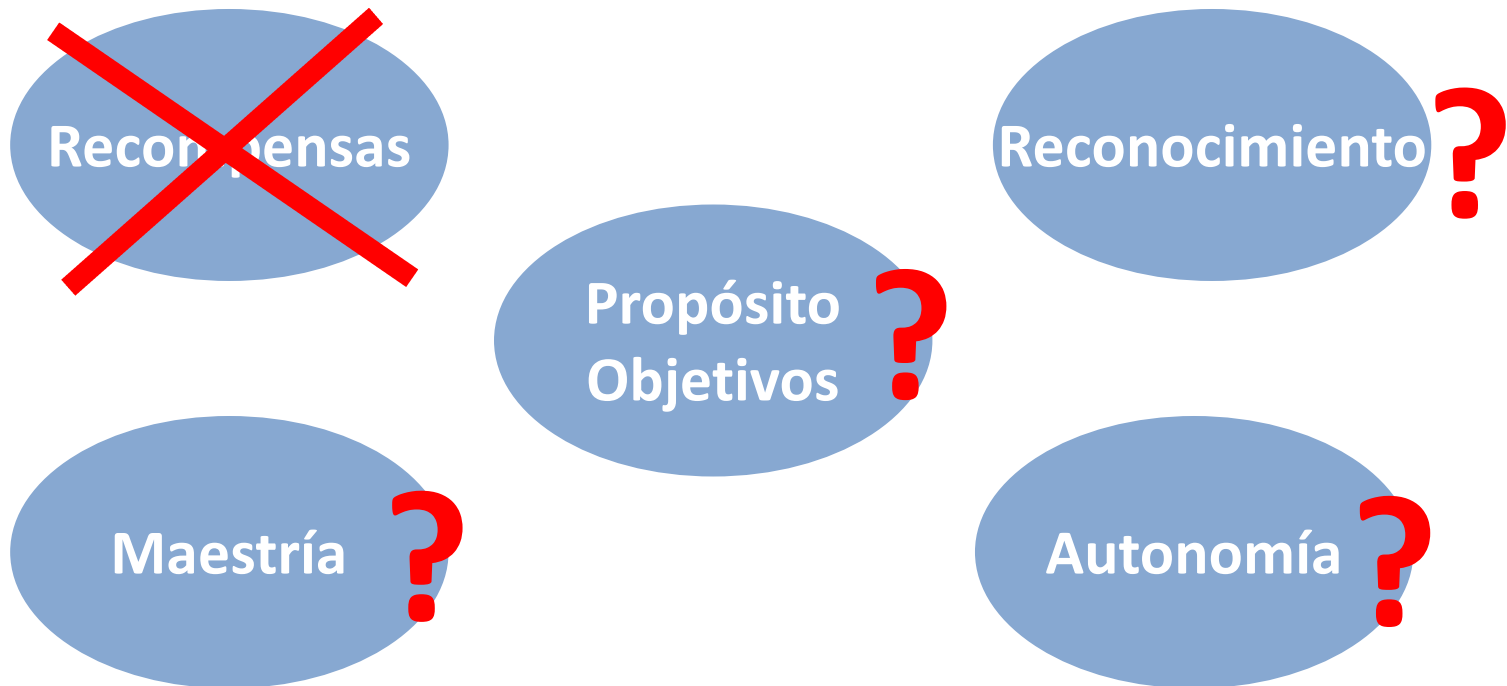 Recompensas
Reconocimiento
?
Propósito
Objetivos
?
Maestría
?
Autonomía
?